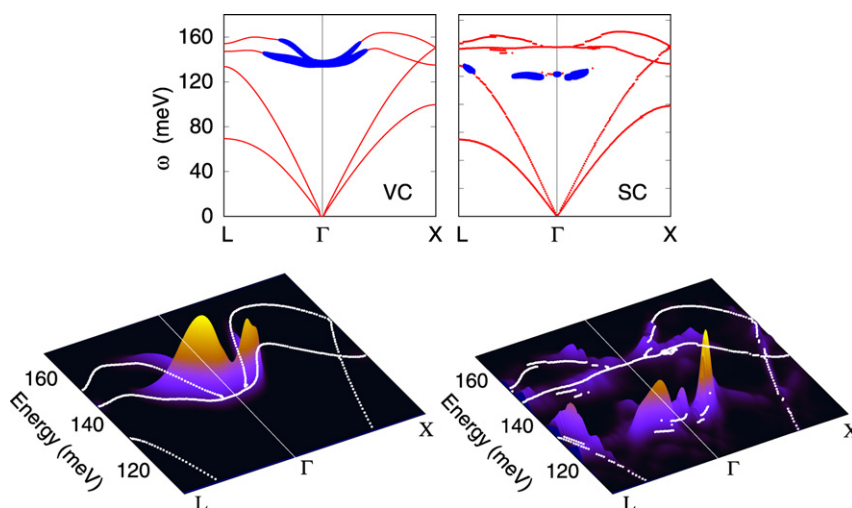 160
120
80
40
0
ω (meV)
VC
SC
L Γ X
L Γ X
160
140
120
Energy (meV)
L Γ X
160
140
120
Energy (meV)
L Γ X